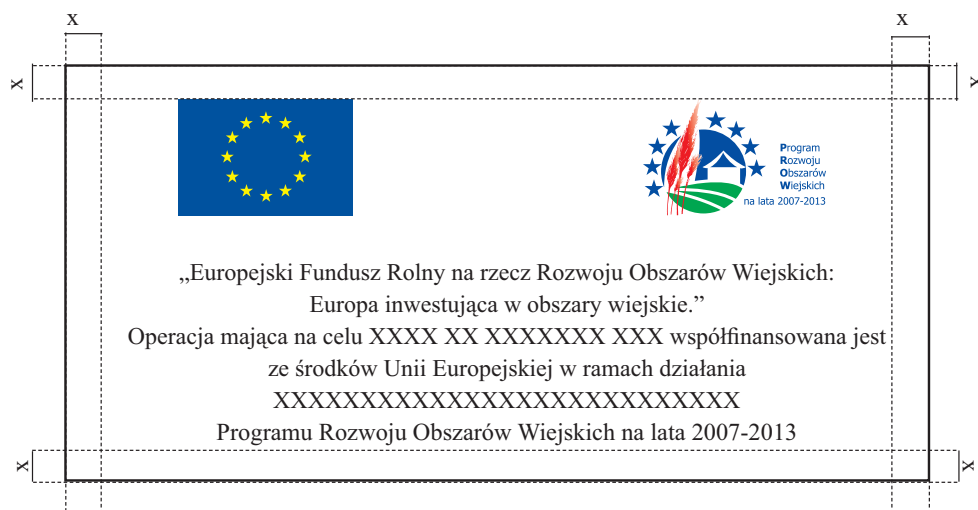 x x
x x
Program
Rozwoju
Obszarów
Wiejskich
na lata 2007-2013
„Europejski Fundusz Rolny na rzecz Rozwoju Obszarów Wiejskich:
Europa inwestująca w obszary wiejskie.”
Operacja mająca na celu XXXX XX XXXXXXX XXX współfinansowana jest
ze środków Unii Europejskiej w ramach działania
XXXXXXXXXXXXXXXXXXXXXXXXXXX
Programu Rozwoju Obszarów Wiejskich na lata 2007-2013
x x